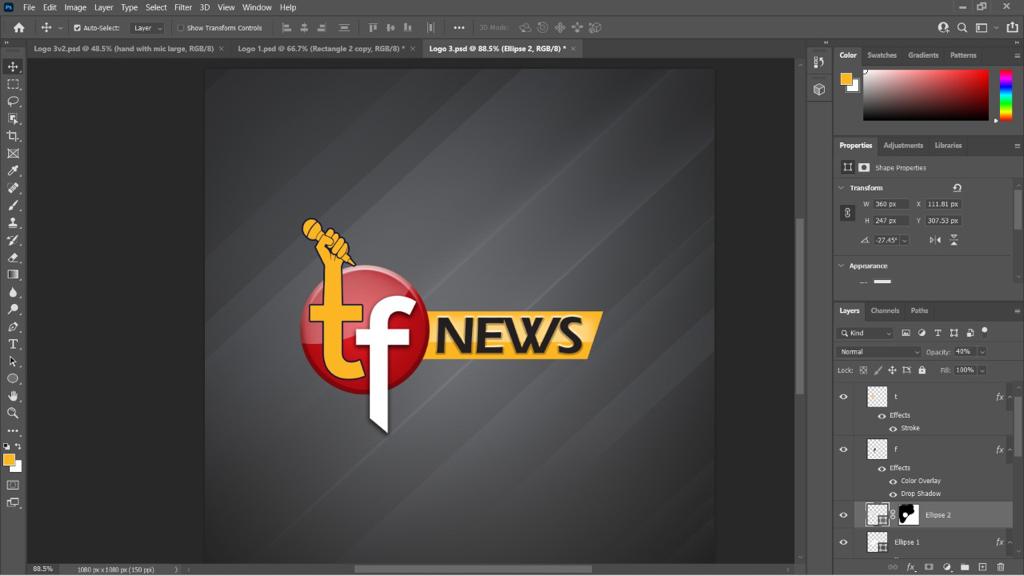 Ps File Edit Image Layer Type Select Filter 3D View Window Help
Auto-Select: Layer Show Transform Controls ••• 3D Mode:
Logo 3v2.psd @ 48.5% (hand with mic large, RGB/8) × Logo 1.psd @ 66.7% (Rectangle 2 copy, RGB/8) * × Logo 3.psd @ 88.5% (Ellipse 2, RGB/8) * ×
Color Swatches Gradients Patterns
Properties Adjustments Libraries
Shape Properties
Transform
W 360 px X 111.81 px
H 247 px Y 307.53 px
-27.45°
Appearance
tf NEWS
Layers Channels Paths
Kind
Normal Opacity: 40%
Lock: Fill: 100%
t fx
Effects
Stroke
f fx
Effects
Color Overlay
Drop Shadow
Ellipse 2
Ellipse 1 fx
88.5% 1080 px x 1080 px (150 ppi)